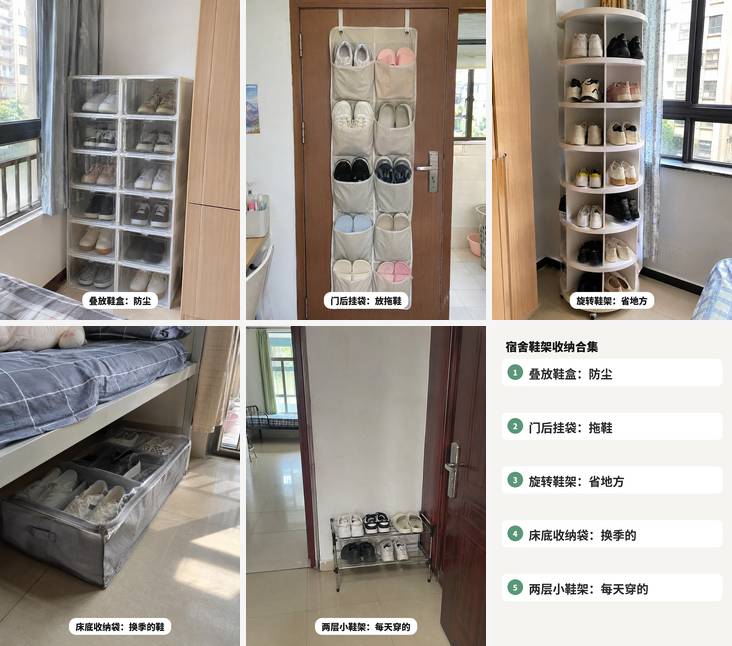 叠放鞋盒：防尘
门后挂袋：放拖鞋
旋转鞋架：省地方
床底收纳袋：换季的鞋
两层小鞋架：每天穿的
宿舍鞋架收纳合集
1 叠放鞋盒：防尘
2 门后挂袋：拖鞋
3 旋转鞋架：省地方
4 床底收纳袋：换季的
5 两层小鞋架：每天穿的